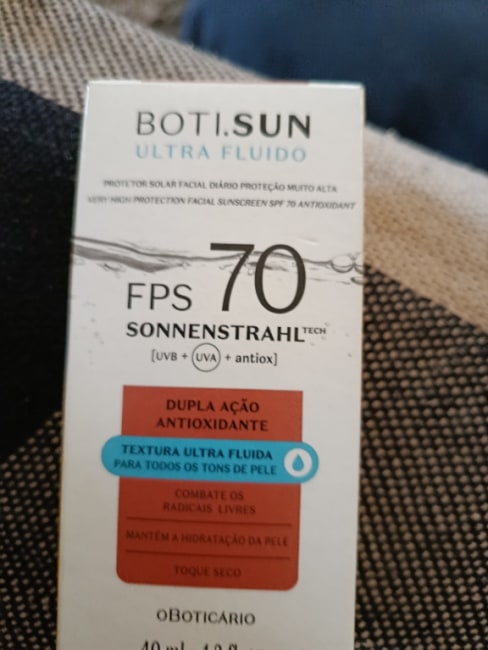 BOTI.SUN
ULTRA FLUIDO
PROTETOR SOLAR FACIAL DIÁRIO PROTEÇÃO MUITO ALTA
VERY HIGH PROTECTION FACIAL SUNSCREEN SPF 70 ANTIOXIDANT
FPS 70
SONNENSTRAHL TECH
[UVB + UVA + antiox]
DUPLA AÇÃO
ANTIOXIDANTE
TEXTURA ULTRA FLUIDA
PARA TODOS OS TONS DE PELE
COMBATE OS
RADICAIS LIVRES
MANTÉM A HIDRATAÇÃO DA PELE
TOQUE SECO
oBOTICÁRIO
40 ml